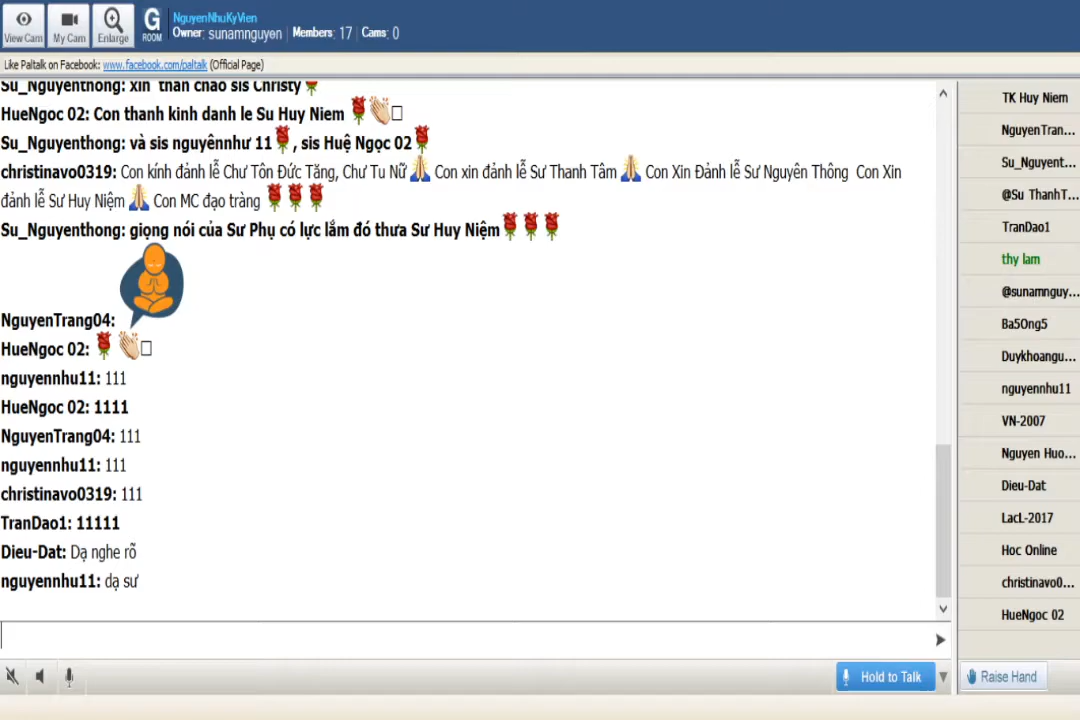 View Cam
My Cam
Enlarge
G
ROOM
NguyenNhuKyVien
Owner: sunamnguyen | Members: 17 | Cams: 0
Like Paltalk on Facebook: www.facebook.com/paltalk (Official Page)
Su_Nguyenthong: xin thân chào sis Christy
HueNgoc 02: Con thanh kinh danh le Su Huy Niem
Su_Nguyenthong: và sis nguyênnhư 11, sis Huệ Ngọc 02
christinavo0319: Con kính đảnh lễ Chư Tôn Đức Tăng, Chư Tu Nữ Con xin đảnh lễ Sư Thanh Tâm Con Xin Đảnh lễ Sư Nguyên Thông Con Xin
đảnh lễ Sư Huy Niệm Con MC đạo tràng
Su_Nguyenthong: giọng nói của Sư Phụ có lực lắm đó thưa Sư Huy Niệm
NguyenTrang04:
HueNgoc 02:
nguyennhu11: 111
HueNgoc 02: 1111
NguyenTrang04: 111
nguyennhu11: 111
christinavo0319: 111
TranDao1: 11111
Dieu-Dat: Dạ nghe rõ
nguyennhu11: dạ sư
TK Huy Niem
NguyenTran...
Su_Nguyent...
@Su ThanhT...
TranDao1
thy lam
@sunamnguy...
Ba5Ong5
Duykhoangu...
nguyennhu11
VN-2007
Nguyen Huo...
Dieu-Dat
LacL-2017
Hoc Online
christinavo0...
HueNgoc 02
Hold to Talk
Raise Hand